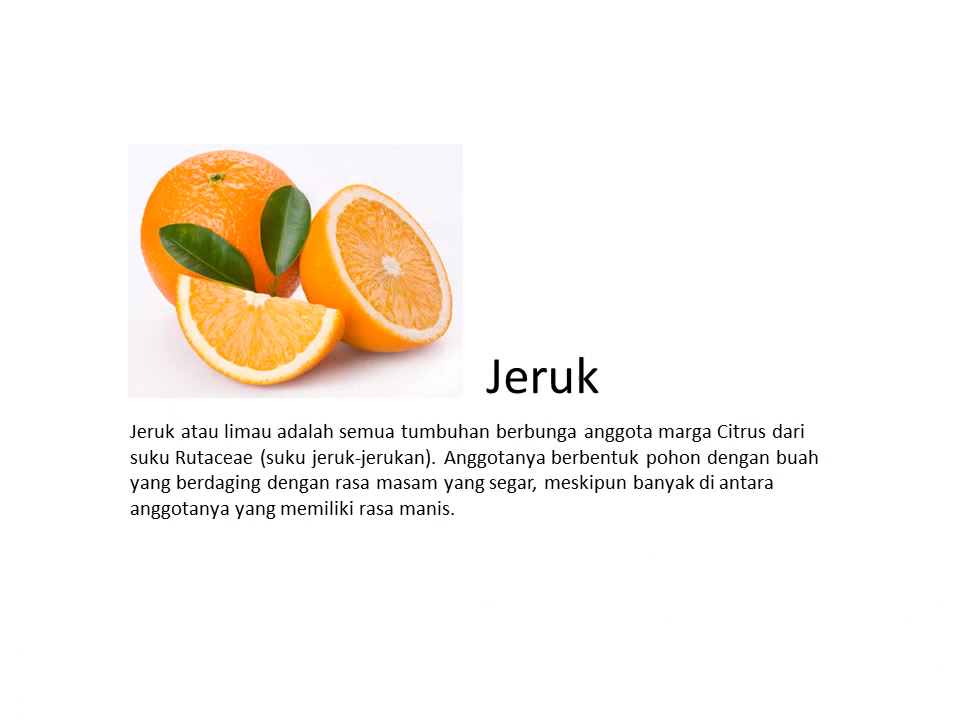 Jeruk
Jeruk atau limau adalah semua tumbuhan berbunga anggota marga Citrus dari
suku Rutaceae (suku jeruk-jerukan). Anggotanya berbentuk pohon dengan buah
yang berdaging dengan rasa masam yang segar, meskipun banyak di antara
anggotanya yang memiliki rasa manis.